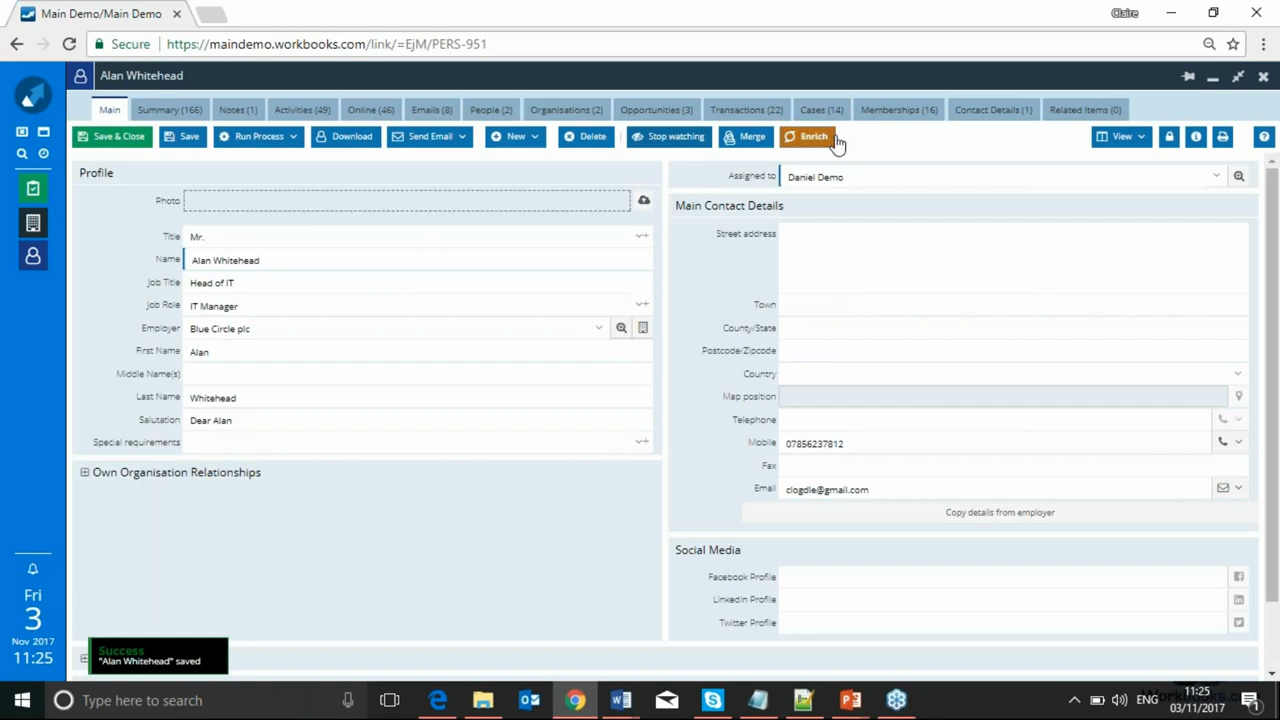 Main Demo/Main Demo
Claire
Secure
https://maindemo.workbooks.com/link/=EjM/PERS-951
Alan Whitehead
Main
Summary (166)
Notes (1)
Activities (49)
Online (46)
Emails (8)
People (2)
Organisations (2)
Opportunities (3)
Transactions (22)
Cases (14)
Memberships (16)
Contact Details (1)
Related Items (0)
Save & Close
Save
Run Process
Download
Send Email
New
Delete
Stop watching
Merge
Enrich
View
Profile
Photo
Title Mr.
Name Alan Whitehead
Job Title Head of IT
Job Role IT Manager
Employer Blue Circle plc
First Name Alan
Middle Name(s)
Last Name Whitehead
Salutation Dear Alan
Special requirements
Own Organisation Relationships
Assigned to Daniel Demo
Main Contact Details
Street address
Town
County/State
Postcode/Zipcode
Country
Map position
Telephone
Mobile 07856237812
Fax
Email clogdle@gmail.com
Copy details from employer
Social Media
Facebook Profile
LinkedIn Profile
Twitter Profile
Fri
3
Nov 2017
11:25
Success
"Alan Whitehead" saved
Type here to search
11:25
03/11/2017